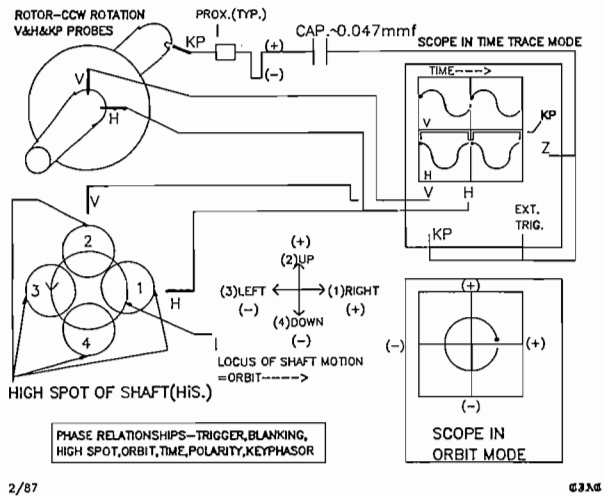 ROTOR-CCW ROTATION
V&H&KP PROBES
PROX.(TYP.)
KP
(+)
(-)
CAP.~0.047mmf
SCOPE IN TIME TRACE MODE
TIME---->
V
H
V
KP
Z
H
V
H
KP
EXT.
TRIG.
V
2
3
1
4
H
(+)
(2)UP
(3)LEFT
(1)RIGHT
(-)
(+)
(4)DOWN
(-)
LOCUS OF SHAFT MOTION
=ORBIT----->
HIGH SPOT OF SHAFT(HiS.)
(+)
(-)
(+)
(-)
SCOPE IN
ORBIT MODE
PHASE RELATIONSHIPS-TRIGGER,BLANKING,
HIGH SPOT,ORBIT,TIME,POLARITY,KEYPHASOR
2/87